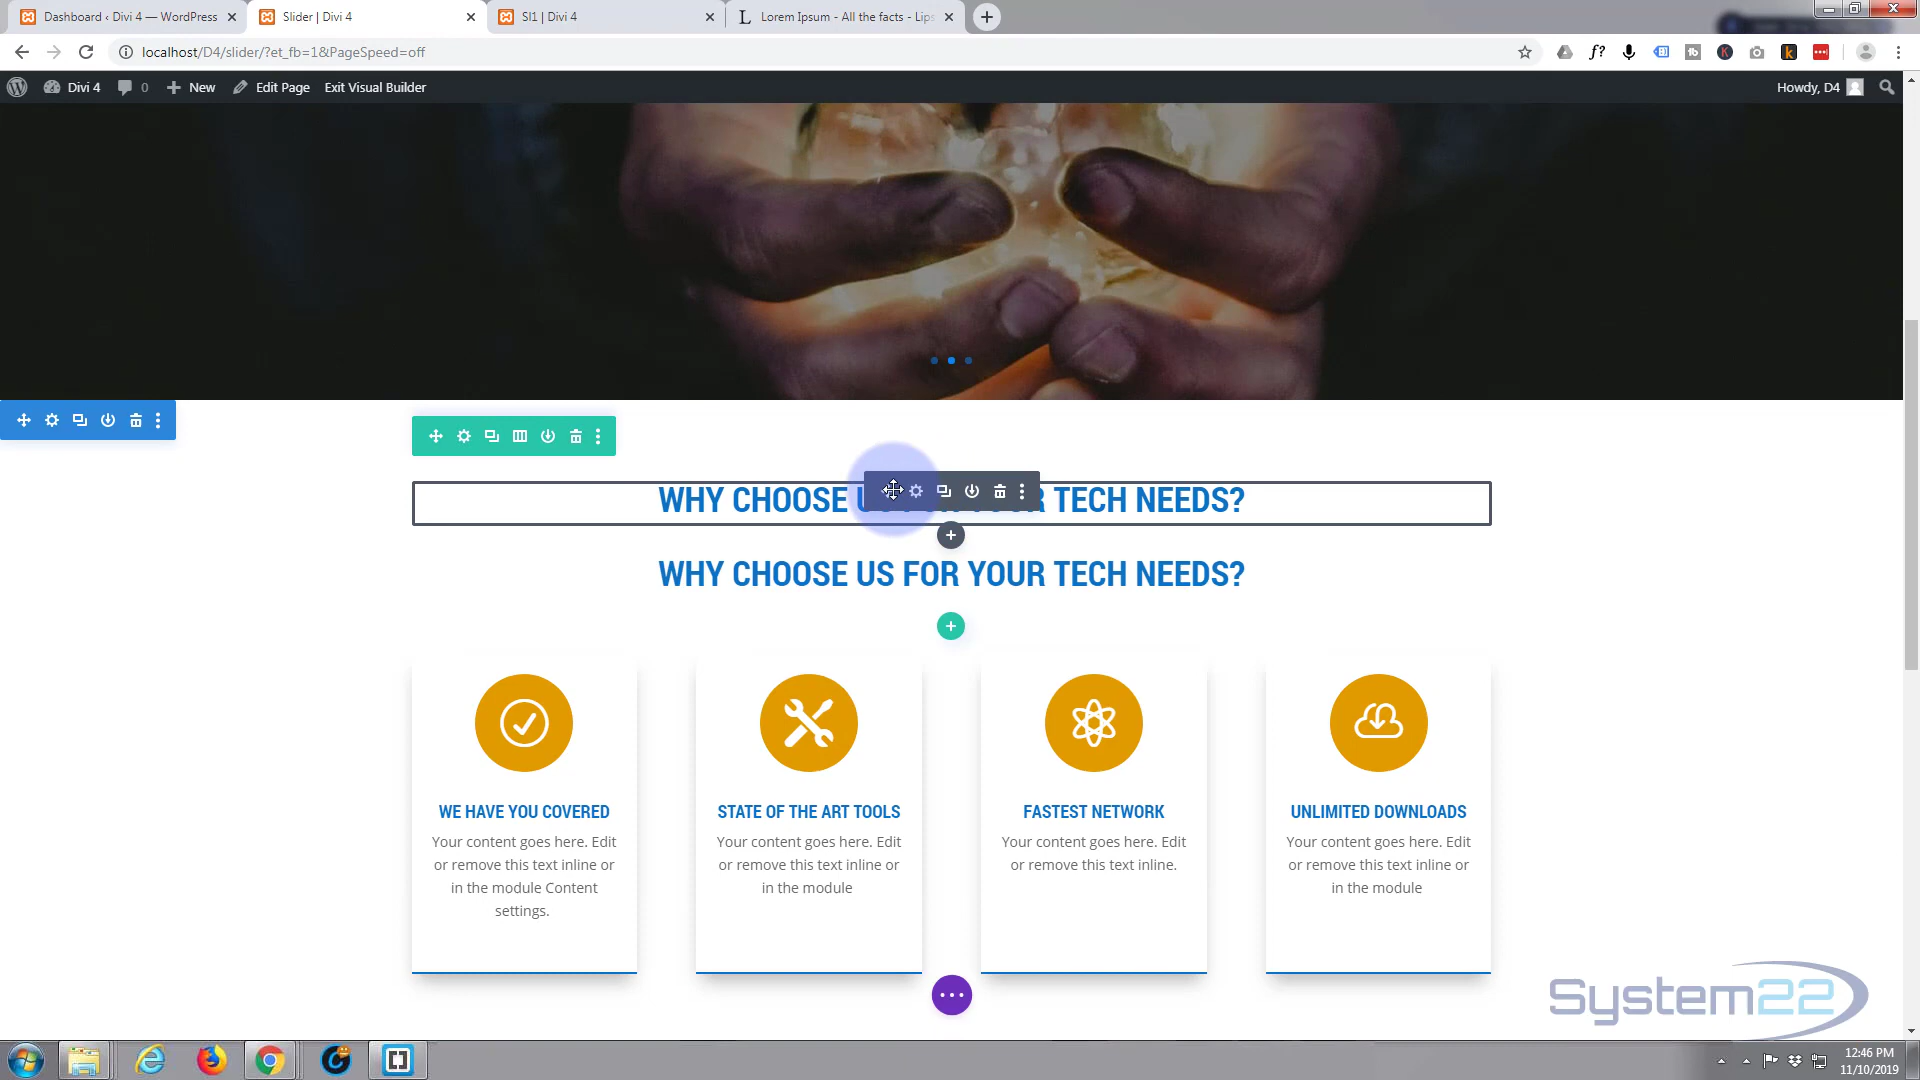 Dashboard ‹ Divi 4 — WordPress
Slider | Divi 4
Sl1 | Divi 4
Lorem Ipsum - All the facts - Lips
localhost/D4/slider/?et_fb=1&PageSpeed=off
Divi 4
0
New
Edit Page
Exit Visual Builder
Howdy, D4
WHY CHOOSE US FOR YOUR TECH NEEDS?
WHY CHOOSE US FOR YOUR TECH NEEDS?
WE HAVE YOU COVERED
Your content goes here. Edit
or remove this text inline or
in the module Content
settings.
STATE OF THE ART TOOLS
Your content goes here. Edit
or remove this text inline or
in the module
FASTEST NETWORK
Your content goes here. Edit
or remove this text inline.
UNLIMITED DOWNLOADS
Your content goes here. Edit
or remove this text inline or
in the module
System22
12:46 PM
11/10/2019